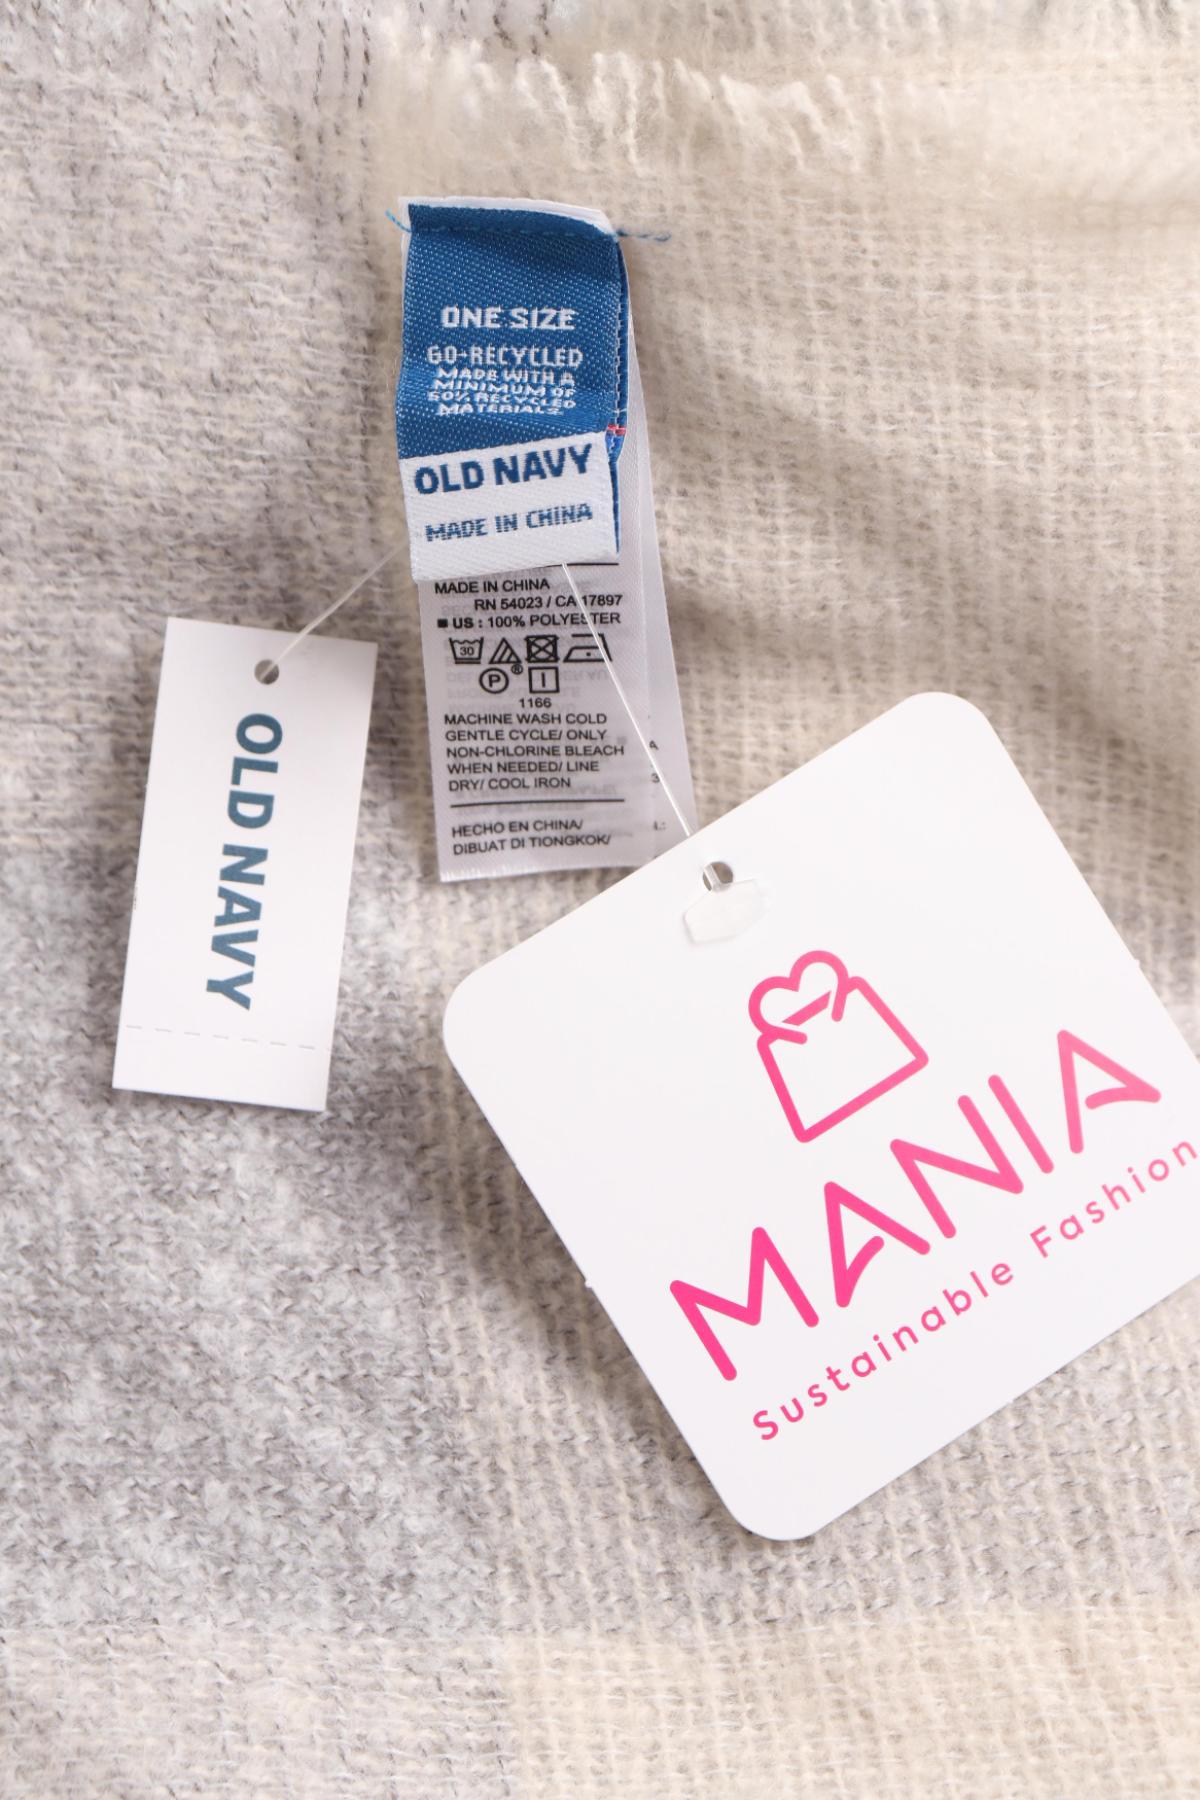 ONE SIZE
GO-RECYCLED
MADE WITH A
MINIMUM OF
50% RECYCLED
MATERIALS
OLD NAVY
MADE IN CHINA
MADE IN CHINA
RN 54023 / CA 17897
■ US : 100% POLYESTER
30
P
®
1166
MACHINE WASH COLD
GENTLE CYCLE/ ONLY
NON-CHLORINE BLEACH
WHEN NEEDED/ LINE
DRY/ COOL IRON
HECHO EN CHINA/
DIBUAT DI TIONGKOK/
OLD NAVY
MANIA
Sustainable Fashion